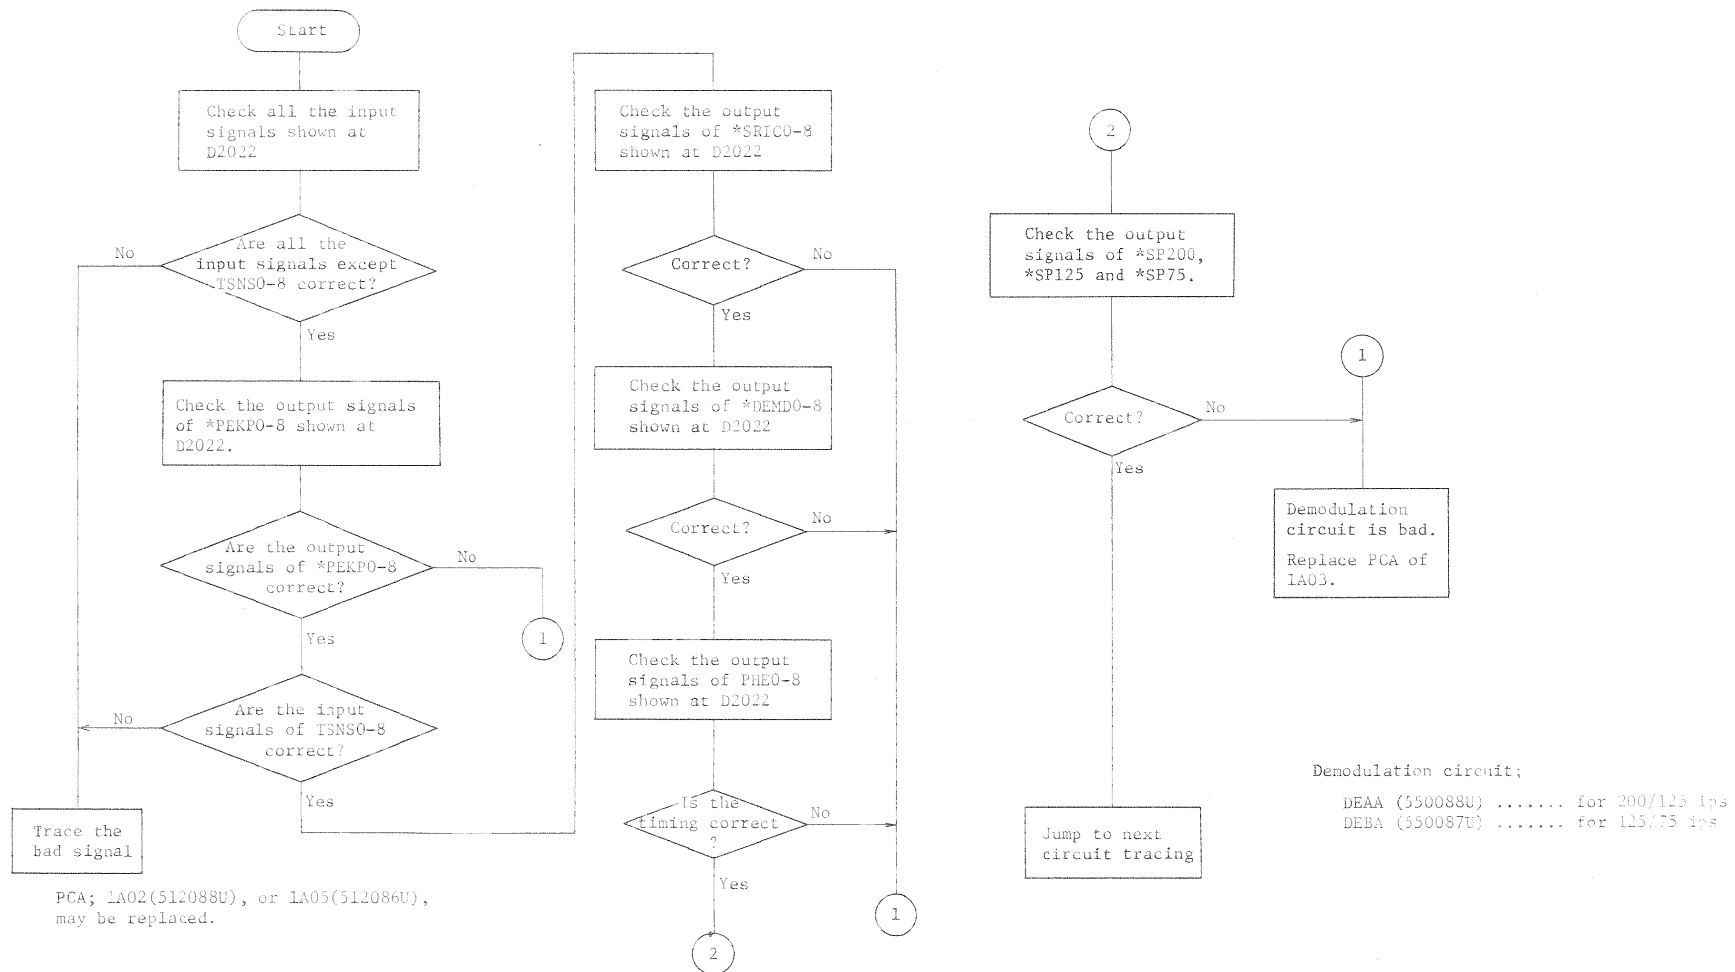 Start
Check all the input
signals shown at
D2022
No
Are all the
input signals except
TSNS0-8 correct?
Yes
Check the output signals
of *PEKP0-8 shown at
D2022.
Are the output
signals of *PEKP0-8
correct?
No
1
Yes
No
Are the input
signals of TSNS0-8
correct?
Yes
Trace the
bad signal
PCA; 1A02(512088U), or 1A05(512086U),
may be replaced.
Check the output
signals of *SRIC0-8
shown at D2022
Correct?
No
Yes
Check the output
signals of *DEMD0-8
shown at D2022
Correct?
No
Yes
Check the output
signals of PHE0-8
shown at D2022
Is the
timing correct
?
No
Yes
1
2
2
Check the output
signals of *SP200,
*SP125 and *SP75.
1
Correct?
No
Yes
Demodulation
circuit is bad.
Replace PCA of
1A03.
Jump to next
circuit tracing
Demodulation circuit;
DEAA (550088U) ....... for 200/125 ips
DEBA (550087U) ....... for 125/75 ips